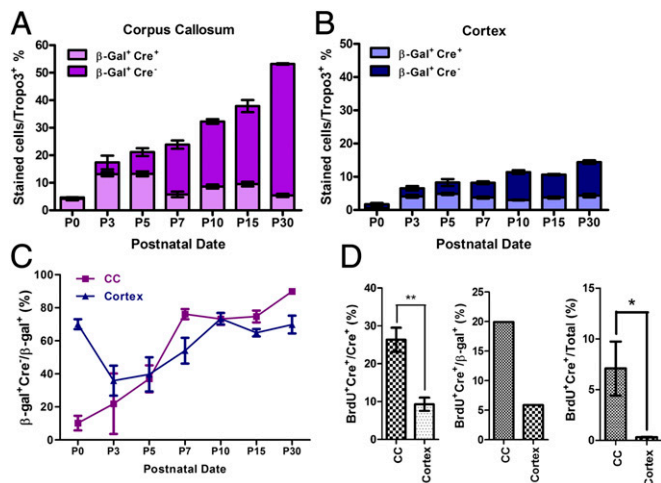 A
Corpus Callosum
Stained cells/Tropo3⁺ %
β-Gal⁺ Cre⁺
β-Gal⁺ Cre⁻
60
50
40
30
20
10
0
P0 P3 P5 P7 P10 P15 P30
Postnatal Date
B
Cortex
Stained cells/Tropo3⁺ %
β-Gal⁺ Cre⁺
β-Gal⁺ Cre⁻
50
40
30
20
10
0
P0 P3 P5 P7 P10 P15 P30
Postnatal Date
C
β-gal⁺Cre⁻/β-gal⁺ (%)
CC
Cortex
100
80
60
40
20
0
P0 P3 P5 P7 P10 P15 P30
Postnatal Date
D
BrdU⁺Cre⁺/Cre⁺ (%)
40
30
20
10
0
**
CC
Cortex
BrdU⁺Cre⁺/β-gal⁺ (%)
25
20
15
10
5
0
CC
Cortex
BrdU⁺Cre⁺/Total (%)
15
10
5
0
*
CC
Cortex